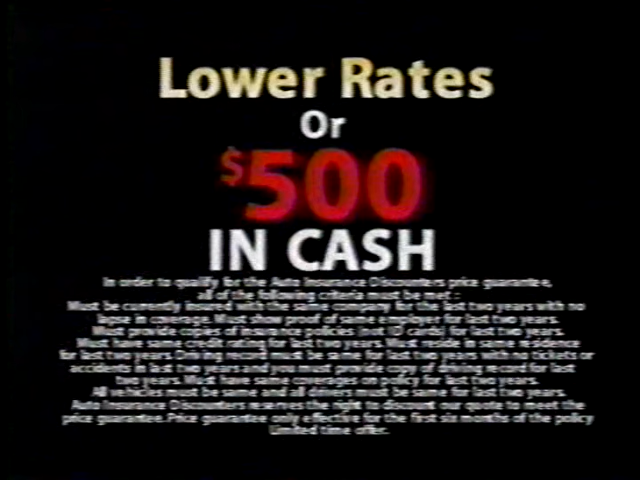 Lower Rates
Or
$500
IN CASH
In order to qualify for the Auto Insurance Discounters price guarantee,
all of the following criteria must be met :
Must be currently insured with the same company for the last two years with no
lapse in coverage. Must show proof of same employer for last two years.
Must provide copies of insurance policies (not ID cards) for last two years.
Must have same credit rating for last two years. Must reside in same residence
for last two years. Driving record must be same for last two years with no tickets or
accidents in last two years and you must provide copy of driving record for last
two years. Must have same coverages on policy for last two years.
All vehicles must be same and all drivers must be same for last two years.
Auto Insurance Discounters reserves the right to discount our quote to meet the
price guarantee. Price guarantee only effective for the first six months of the policy
Limited time offer.